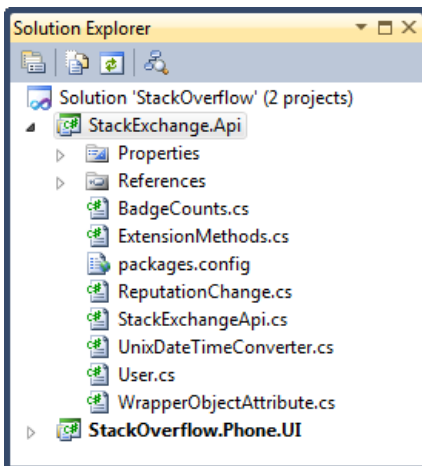 Solution Explorer
Solution 'StackOverflow' (2 projects)
StackExchange.Api
Properties
References
BadgeCounts.cs
ExtensionMethods.cs
packages.config
ReputationChange.cs
StackExchangeApi.cs
UnixDateTimeConverter.cs
User.cs
WrapperObjectAttribute.cs
StackOverflow.Phone.UI